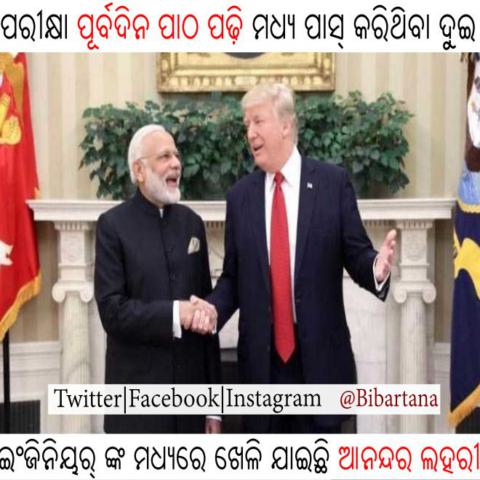 ପରୀକ୍ଷା ପୂର୍ବଦିନ ପାଠ ପଢ଼ି ମଧ୍ୟ ପାସ୍ କରିଥିବା ଦୁଇ
Twitter|Facebook|Instagram @Bibartana
ଇଂଜିନିୟର୍ ଙ୍କ ମଧ୍ୟରେ ଖେଳି ଯାଇଛି ଆନନ୍ଦର ଲହରୀ